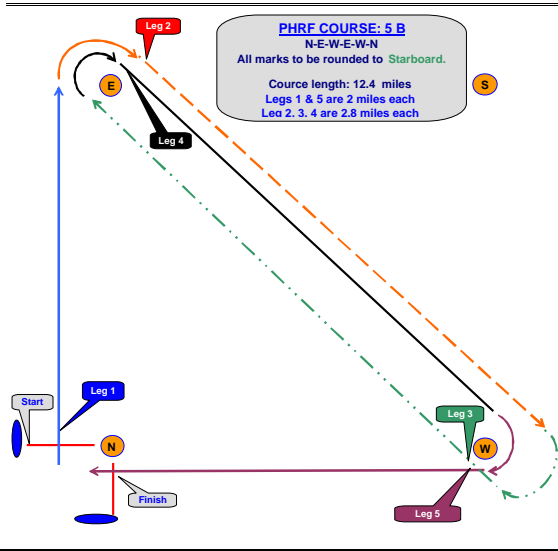 Leg 2
PHRF COURSE: 5 B
N-E-W-E-W-N
All marks to be rounded to Starboard.
Cource length: 12.4 miles
Legs 1 & 5 are 2 miles each
Leg 2, 3, 4 are 2.8 miles each
E
S
Leg 4
Leg 1
Start
Leg 3
N
W
Finish
Leg 5